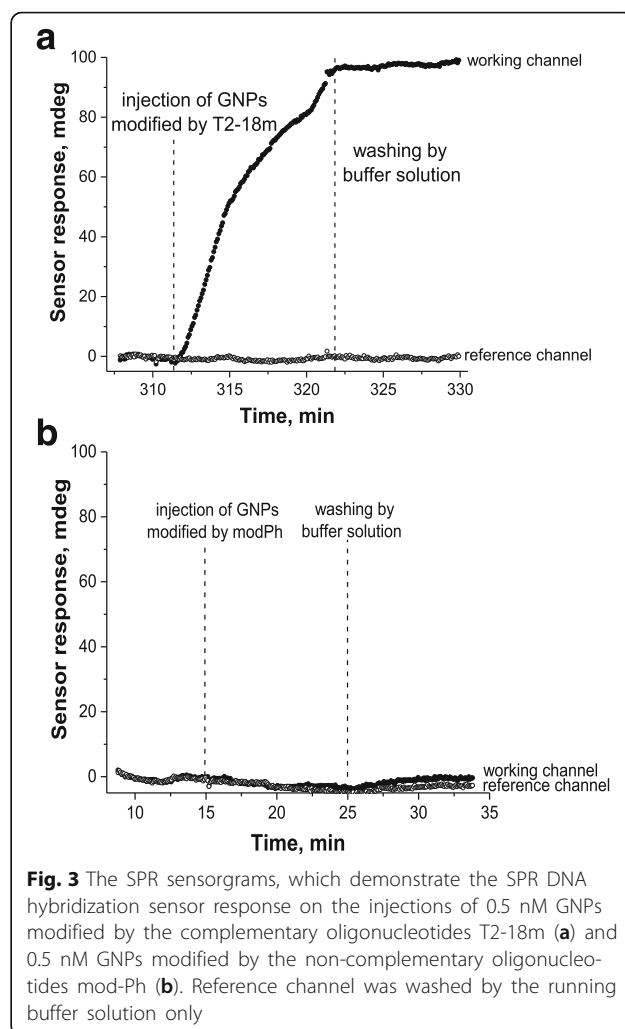 a
100
80
60
40
20
0
Sensor response, mdeg
injection of GNPs
modified by T2-18m
washing by
buffer solution
working channel
reference channel
310
315
320
325
330
Time, min
b
100
80
60
40
20
0
Sensor response, mdeg
injection of GNPs
modified by modPh
washing by
buffer solution
working channel
reference channel
10
15
20
25
30
35
Time, min
Fig. 3 The SPR sensorgrams, which demonstrate the SPR DNA
hybridization sensor response on the injections of 0.5 nM GNPs
modified by the complementary oligonucleotides T2-18m (a) and
0.5 nM GNPs modified by the non-complementary oligonucleo-
tides mod-Ph (b). Reference channel was washed by the running
buffer solution only